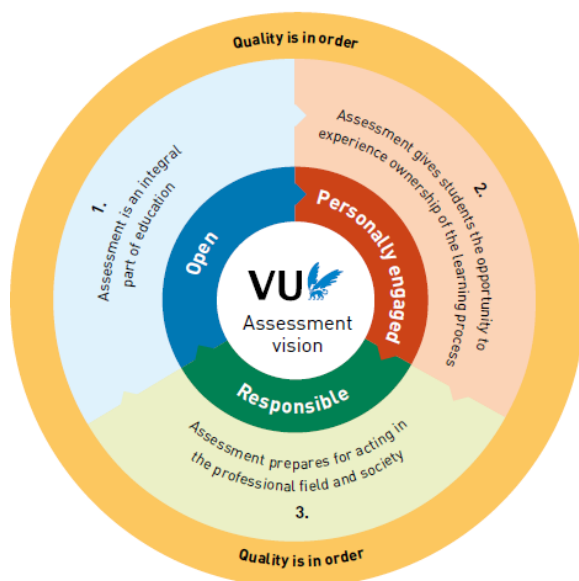 Quality is in order
1.
Assessment is an integral
part of education
2.
Assessment gives students the opportunity to
experience ownership of the learning process
Open
Personally engaged
VU
Assessment
vision
Responsible
Assessment prepares for acting in
the professional field and society
3.
Quality is in order